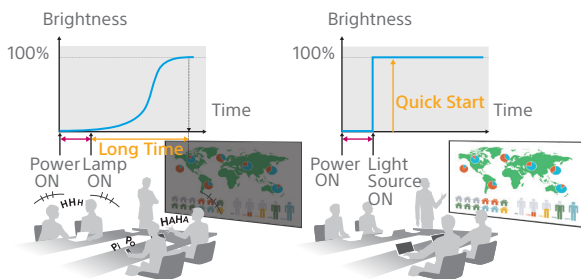 Brightness
100%
Time
Long Time
Power
ON
Lamp
ON
HHH
HAHA
Brightness
100%
Quick Start
Time
Power
ON
Light
Source
ON